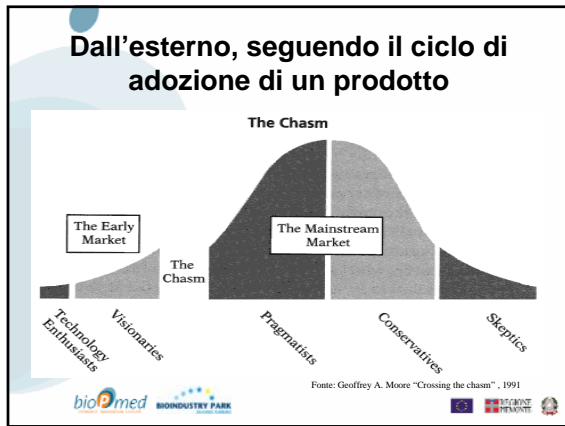 Dall'esterno, seguendo il ciclo di
adozione di un prodotto
The Chasm
The Early
Market
The
Chasm
The Mainstream
Market
Technology
Enthusiasts
Visionaries
Pragmatists
Conservatives
Skeptics
Fonte: Geoffrey A. Moore "Crossing the chasm" , 1991
bioPmed
BIOINDUSTRY PARK
REGIONE
PIEMONTE